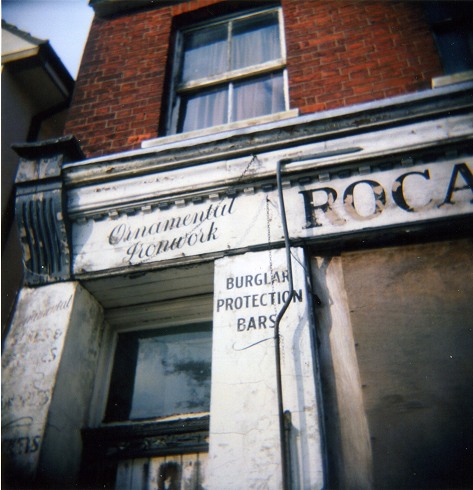 Ornamental
Ironwork
ROCA
BURGLAR
PROTECTION
BARS